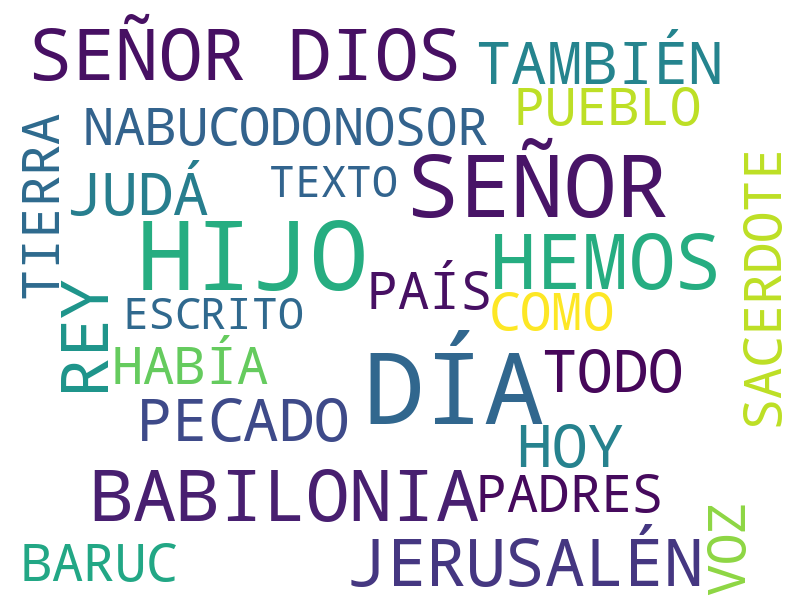 SEÑOR DIOS
TAMBIÉN
PUEBLO
NABUCODONOSOR
TIERRA
JUDÁ
TEXTO
SEÑOR
SACERDOTE
HIJO
HEMOS
PAÍS
REY
ESCRITO
COMO
HABÍA
DÍA
TODO
PECADO
HOY
BABILONIA
PADRES
VOZ
BARUC
JERUSALÉN